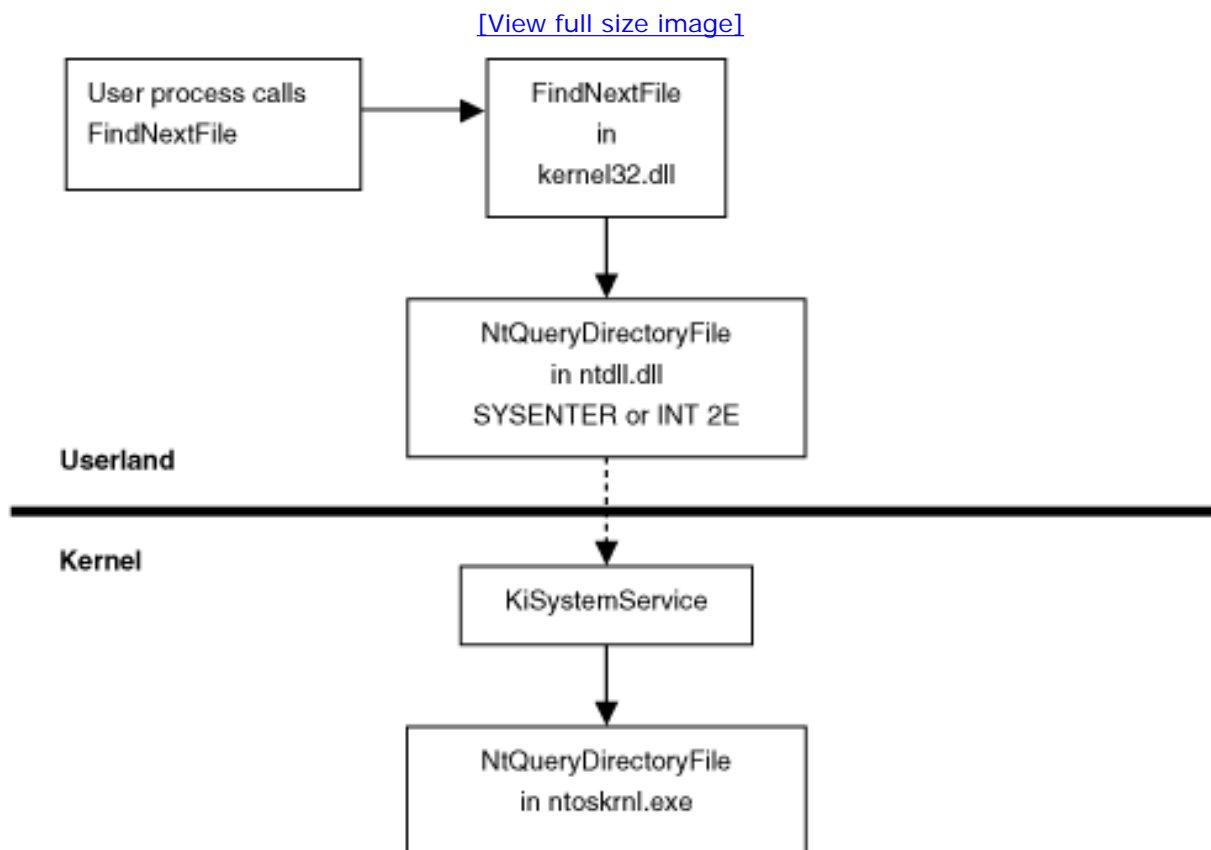 [View full size image]
User process calls
FindNextFile
FindNextFile
in
kernel32.dll
NtQueryDirectoryFile
in ntdll.dll
SYSENTER or INT 2E
Userland
Kernel
KiSystemService
NtQueryDirectoryFile
in ntoskrnl.exe